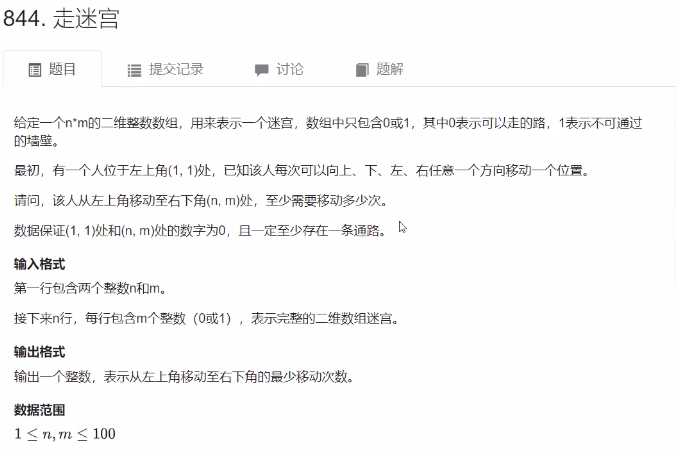 844. 走迷宫
题目 提交记录 讨论 题解
给定一个n*m的二维整数数组，用来表示一个迷宫，数组中只包含0或1，其中0表示可以走的路，1表示不可通过
的墙壁。
最初，有一个人位于左上角(1, 1)处，已知该人每次可以向上、下、左、右任意一个方向移动一个位置。
请问，该人从左上角移动至右下角(n, m)处，至少需要移动多少次。
数据保证(1, 1)处和(n, m)处的数字为0，且一定至少存在一条通路。
输入格式
第一行包含两个整数n和m。
接下来n行，每行包含m个整数（0或1），表示完整的二维数组迷宫。
输出格式
输出一个整数，表示从左上角移动至右下角的最少移动次数。
数据范围
1 ≤ n, m ≤ 100